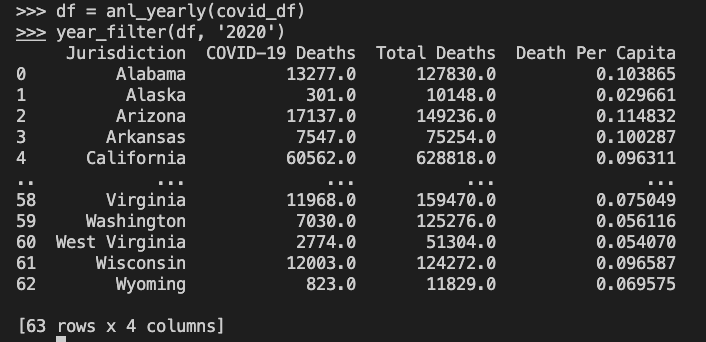 >>> df = anl_yearly(covid_df)
>>> year_filter(df, '2020')
Jurisdiction COVID-19 Deaths Total Deaths Death Per Capita
0 Alabama 13277.0 127830.0 0.103865
1 Alaska 301.0 10148.0 0.029661
2 Arizona 17137.0 149236.0 0.114832
3 Arkansas 7547.0 75254.0 0.100287
4 California 60562.0 628818.0 0.096311
.. ... ... ... ...
58 Virginia 11968.0 159470.0 0.075049
59 Washington 7030.0 125276.0 0.056116
60 West Virginia 2774.0 51304.0 0.054070
61 Wisconsin 12003.0 124272.0 0.096587
62 Wyoming 823.0 11829.0 0.069575
[63 rows x 4 columns]